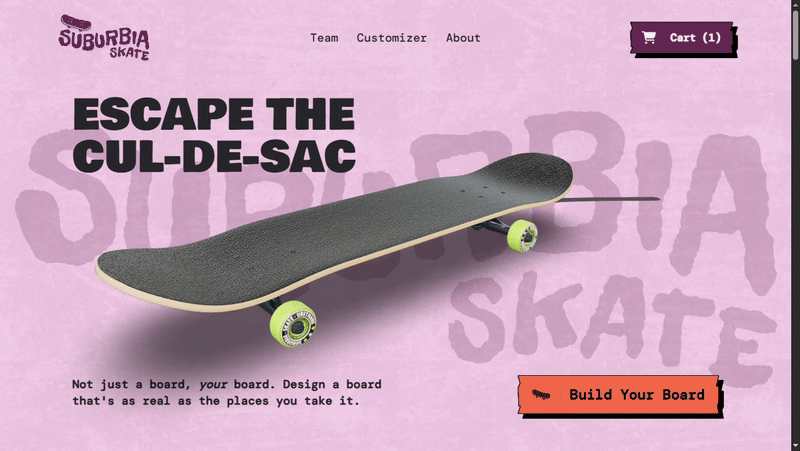 SUBURBIA
SKATE
Team Customizer About
Cart (1)
ESCAPE THE
CUL-DE-SAC
SUBURBIA
SKATE
Not just a board, your board. Design a board
that's as real as the places you take it.
Build Your Board